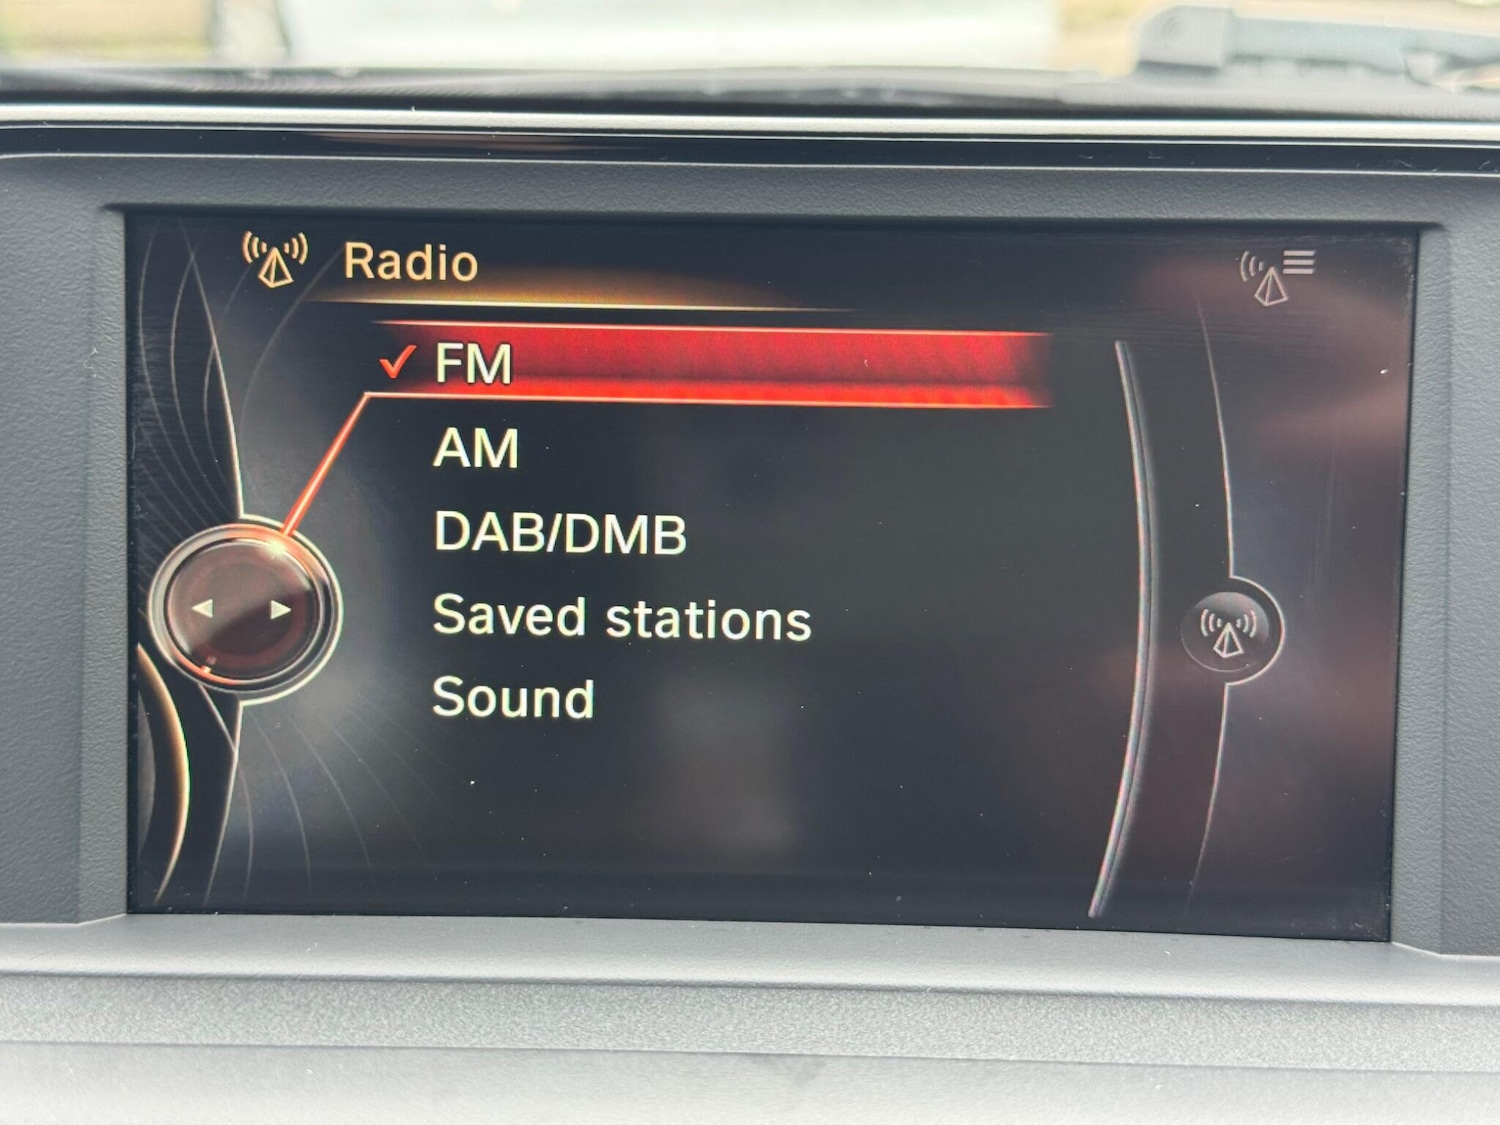 Radio
FM
AM
DAB/DMB
Saved stations
Sound